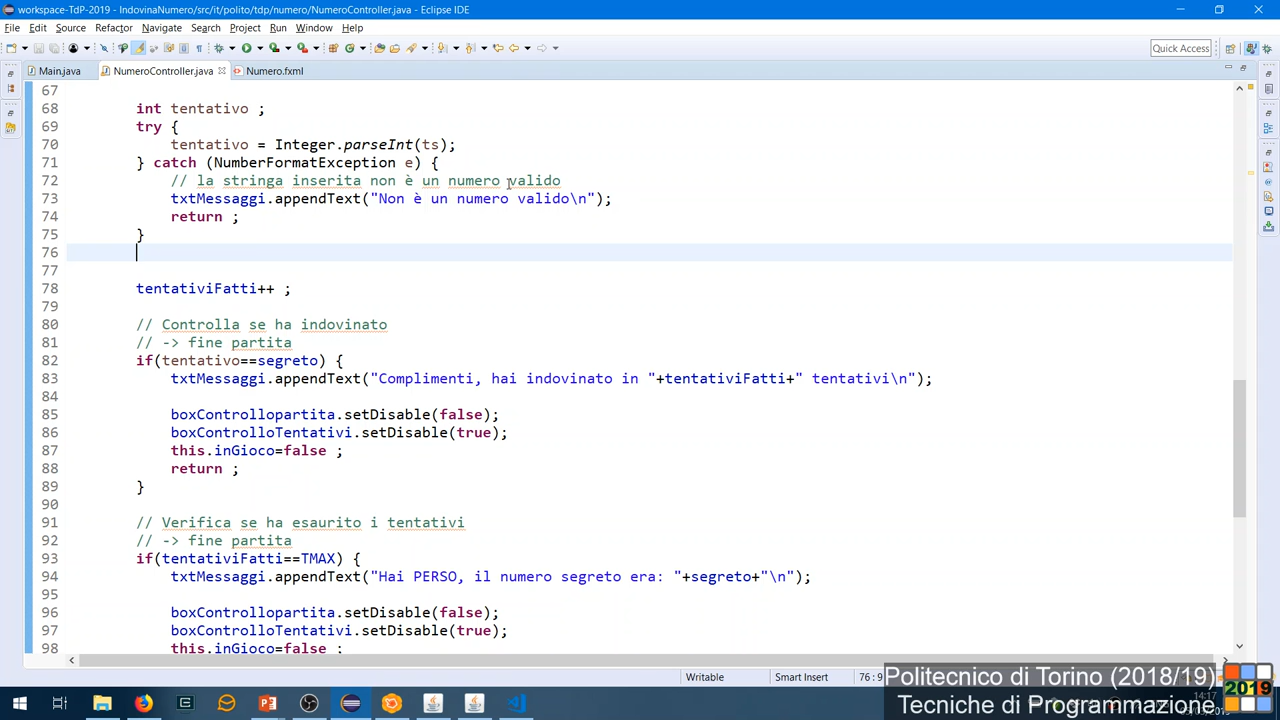 workspace-TdP-2019 - IndovinaNumero/src/it/polito/tdp/numero/NumeroController.java - Eclipse IDE
File Edit Source Refactor Navigate Search Project Run Window Help
Quick Access
Main.java NumeroController.java Numero.fxml
67
68 int tentativo ;
69 try {
70 tentativo = Integer.parseInt(ts);
71 } catch (NumberFormatException e) {
72 // la stringa inserita non è un numero valido
73 txtMessaggi.appendText("Non è un numero valido\n");
74 return ;
75 }
76
77
78 tentativiFatti++ ;
79
80 // Controlla se ha indovinato
81 // -> fine partita
82 if(tentativo==segreto) {
83 txtMessaggi.appendText("Complimenti, hai indovinato in "+tentativiFatti+" tentativi\n");
84
85 boxControllopartita.setDisable(false);
86 boxControlloTentativi.setDisable(true);
87 this.inGioco=false ;
88 return ;
89 }
90
91 // Verifica se ha esaurito i tentativi
92 // -> fine partita
93 if(tentativiFatti==TMAX) {
94 txtMessaggi.appendText("Hai PERSO, il numero segreto era: "+segreto+"\n");
95
96 boxControllopartita.setDisable(false);
97 boxControlloTentativi.setDisable(true);
98 this.inGioco=false ;
Writable Smart Insert 76 : 9
Politecnico di Torino (2018/19)
Tecniche di Programmazione
2019
14:17